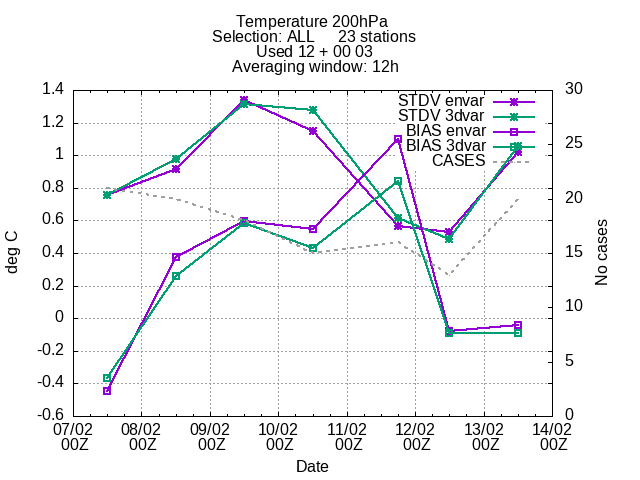 Temperature 200hPa
Selection: ALL 23 stations
Used 12 + 00 03
Averaging window: 12h
STDV envar
STDV 3dvar
BIAS envar
BIAS 3dvar
CASES
1.4
1.2
1
0.8
0.6
0.4
0.2
0
-0.2
-0.4
-0.6
deg C
30
25
20
15
10
5
0
No cases
07/02 08/02 09/02 10/02 11/02 12/02 13/02 14/02
00Z 00Z 00Z 00Z 00Z 00Z 00Z 00Z
Date